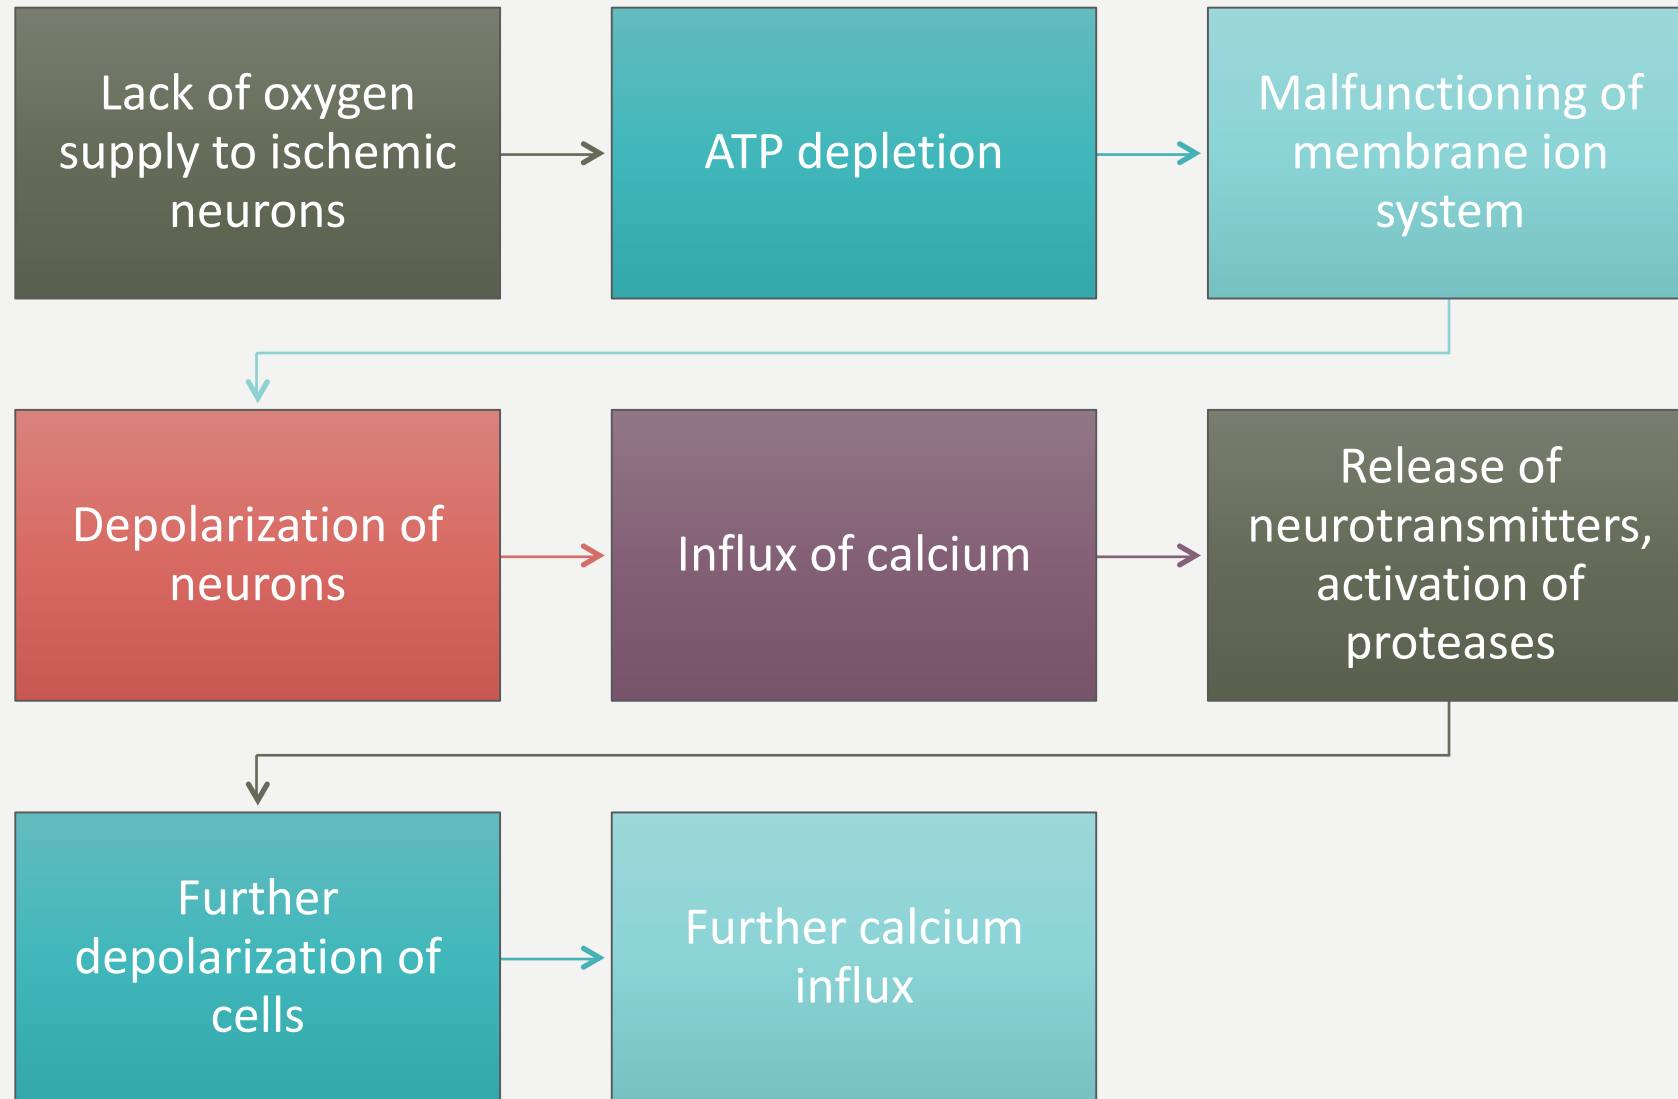 Lack of oxygen
supply to ischemic
neurons
ATP depletion
Malfunctioning of
membrane ion
system
Depolarization of
neurons
Influx of calcium
Release of
neurotransmitters,
activation of
proteases
Further
depolarization of
cells
Further calcium
influx